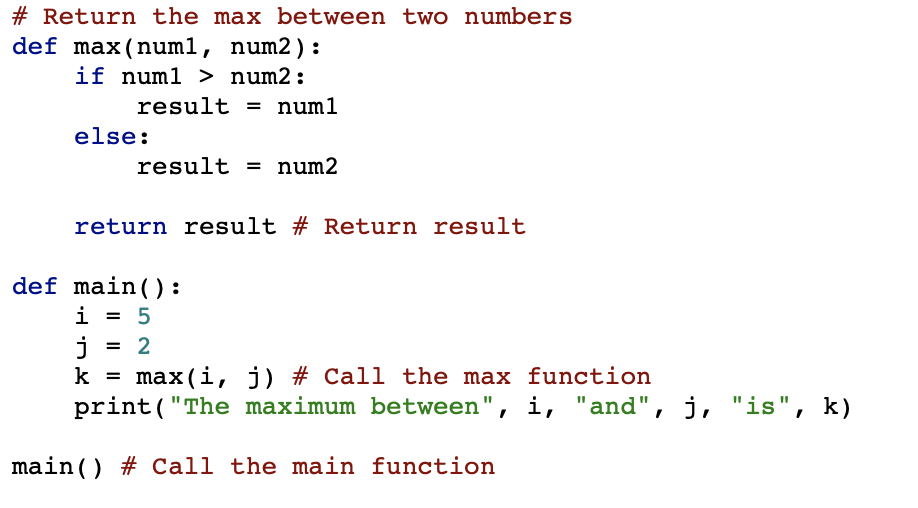 # Return the max between two numbers
def max(num1, num2):
    if num1 > num2:
        result = num1
    else:
        result = num2

    return result # Return result

def main():
    i = 5
    j = 2
    k = max(i, j) # Call the max function
    print("The maximum between", i, "and", j, "is", k)

main() # Call the main function